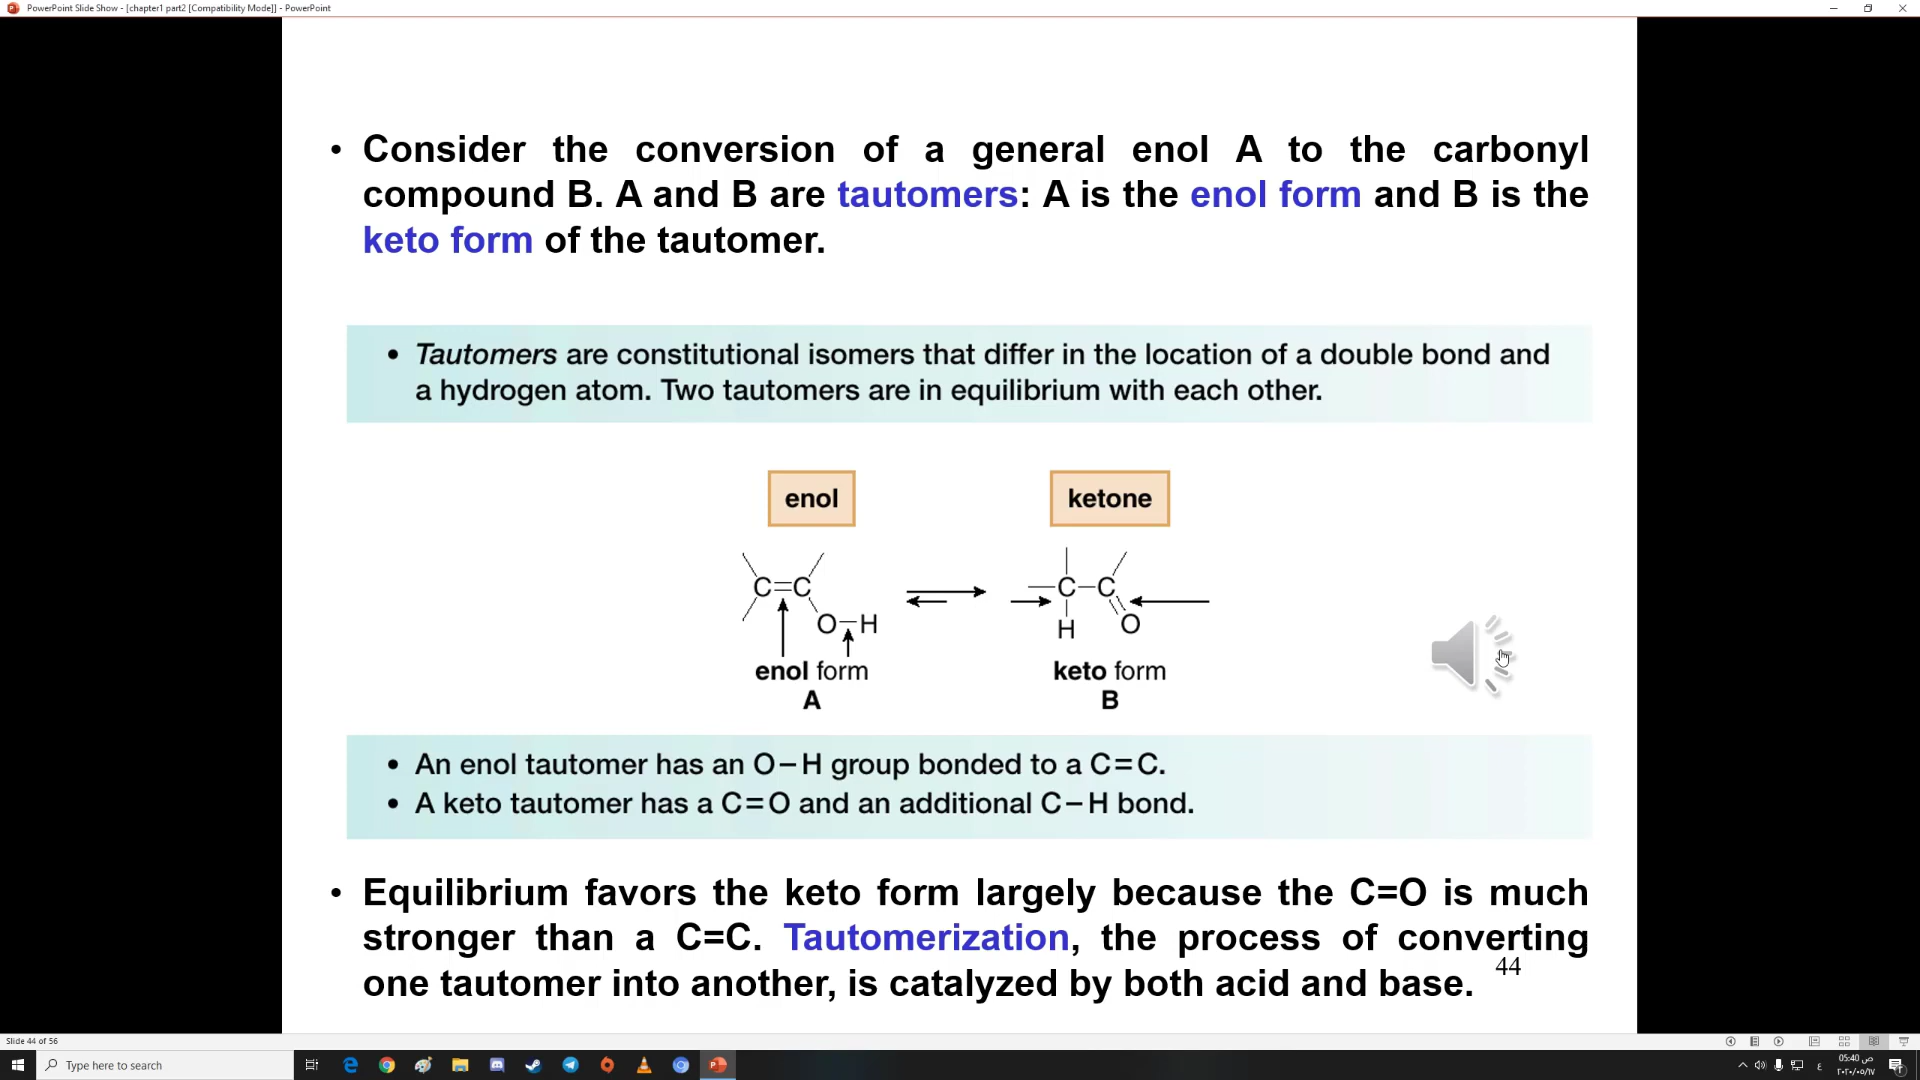 PowerPoint Slide Show - [chapter1 part2 [Compatibility Mode]] - PowerPoint
• Consider the conversion of a general enol A to the carbonyl
compound B. A and B are tautomers: A is the enol form and B is the
keto form of the tautomer.
• Tautomers are constitutional isomers that differ in the location of a double bond and
a hydrogen atom. Two tautomers are in equilibrium with each other.
enol
ketone
C=C
O–H
enol form
A
C–C
H
O
keto form
B
• An enol tautomer has an O–H group bonded to a C=C.
• A keto tautomer has a C=O and an additional C–H bond.
• Equilibrium favors the keto form largely because the C=O is much
stronger than a C=C. Tautomerization, the process of converting
one tautomer into another, is catalyzed by both acid and base.
44
Slide 44 of 56
Type here to search
ع
05:40 ص
٢٠٢٠/٠٥/١٧